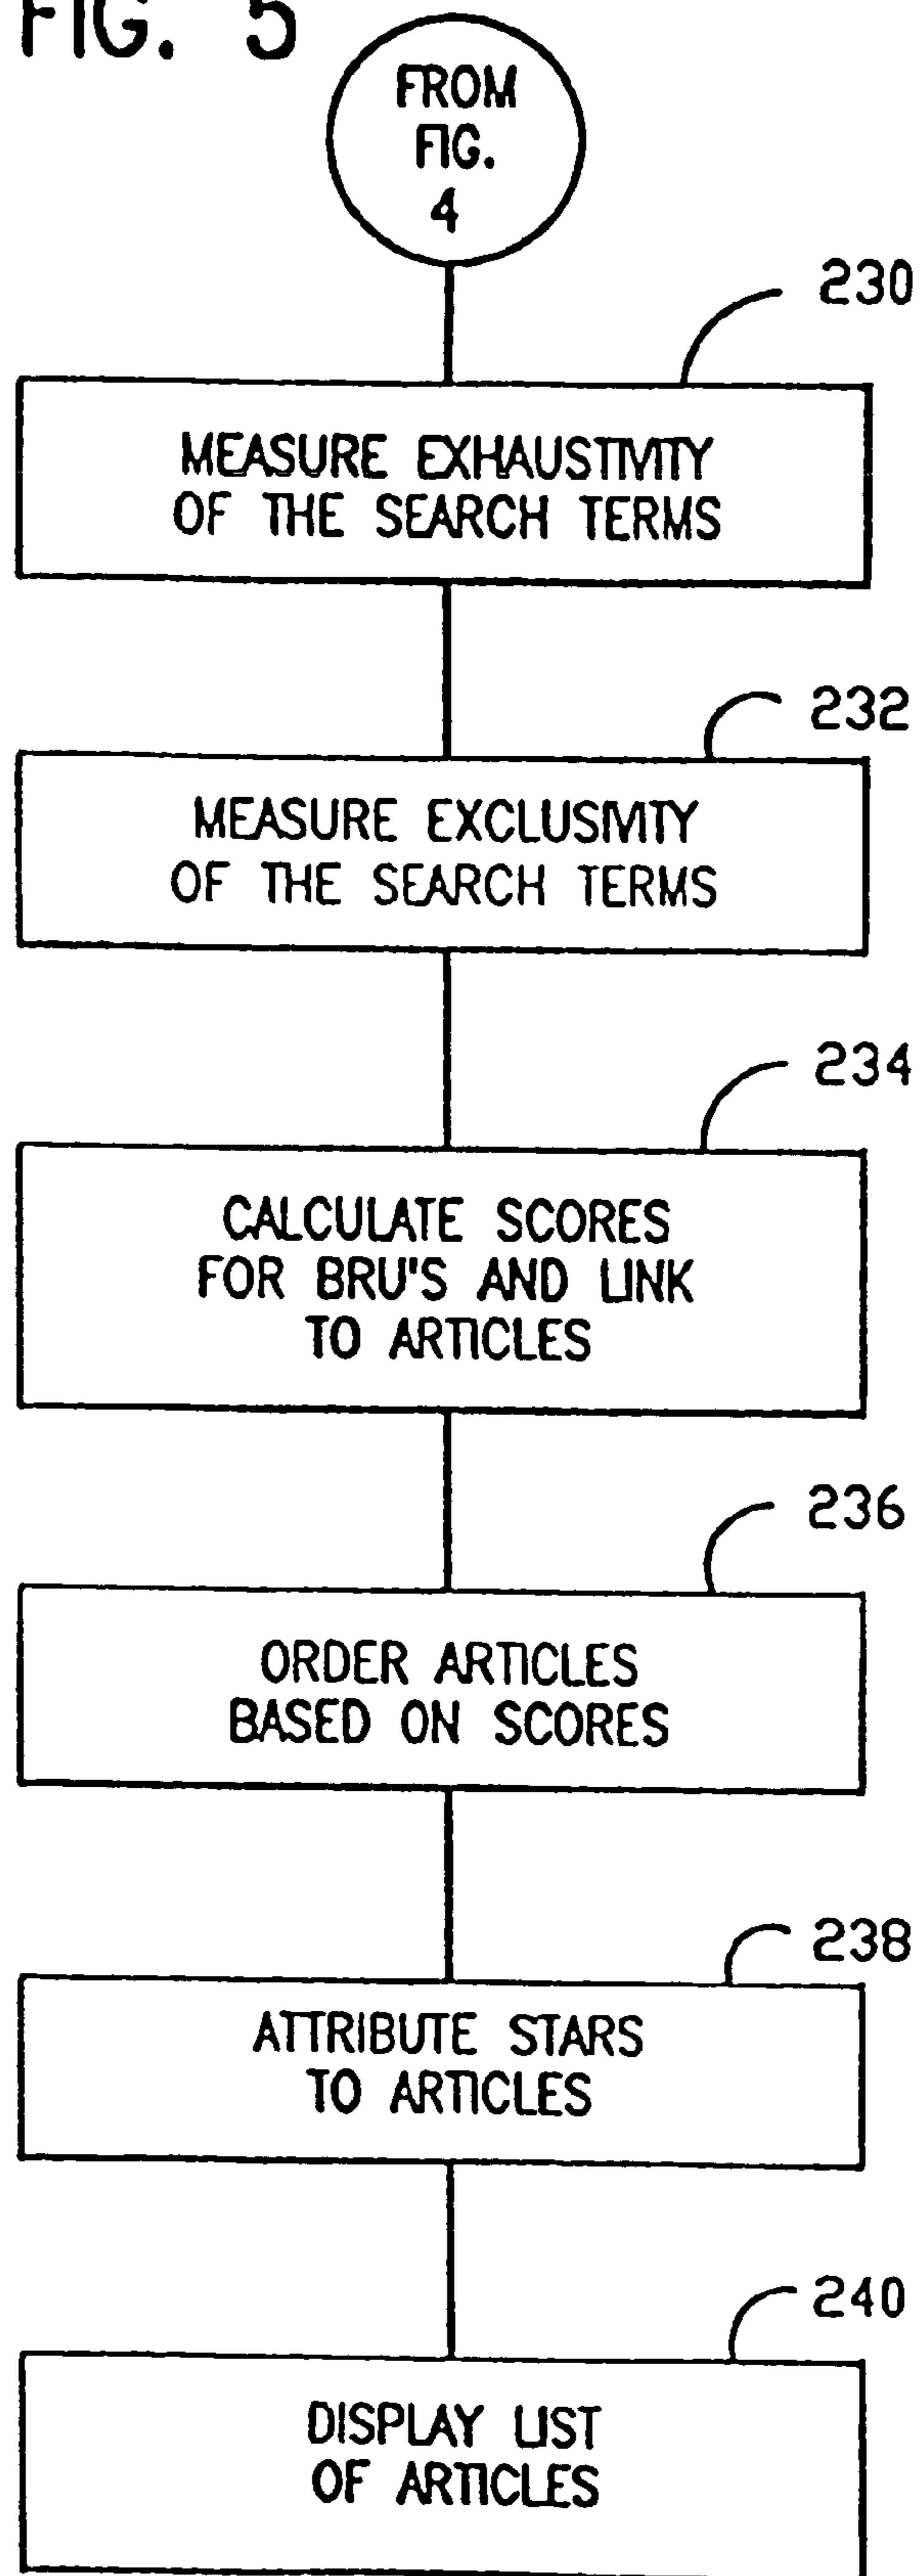 FIG. 5
FROM
FIG.
4
230
MEASURE EXHAUSTIVITY
OF THE SEARCH TERMS
232
MEASURE EXCLUSIVITY
OF THE SEARCH TERMS
234
CALCULATE SCORES
FOR BRU'S AND LINK
TO ARTICLES
236
ORDER ARTICLES
BASED ON SCORES
238
ATTRIBUTE STARS
TO ARTICLES
240
DISPLAY LIST
OF ARTICLES